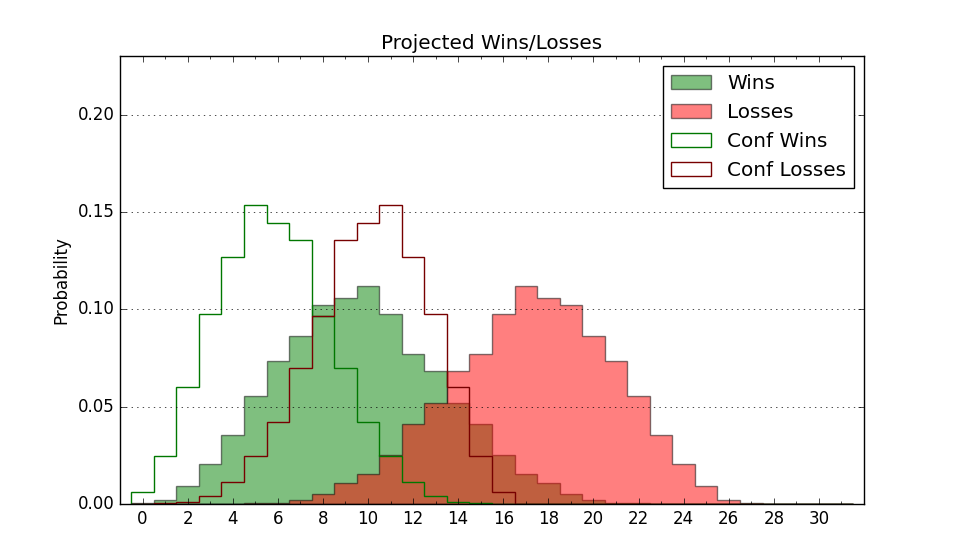 Projected Wins/Losses
Probability
0.20
0.15
0.10
0.05
0.00
0 2 4 6 8 10 12 14 16 18 20 22 24 26 28 30
Wins
Losses
Conf Wins
Conf Losses